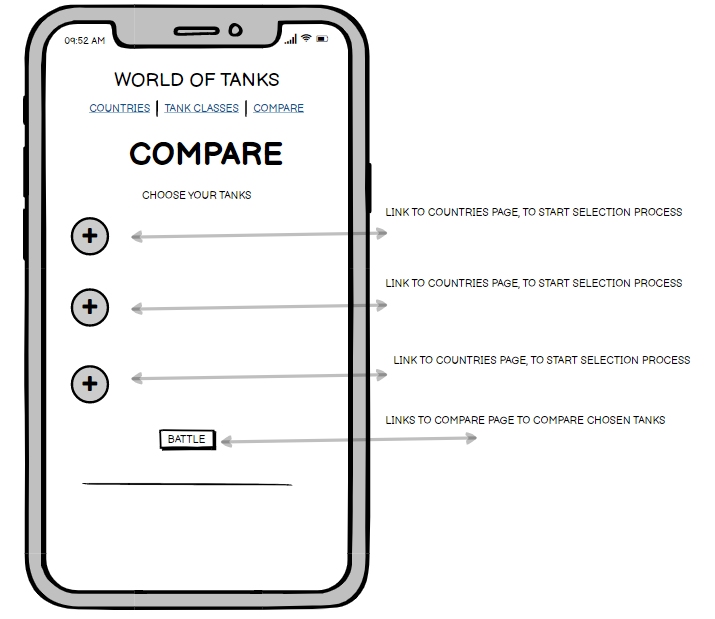 09:52 AM
WORLD OF TANKS
COUNTRIES | TANK CLASSES | COMPARE
COMPARE
CHOOSE YOUR TANKS
LINK TO COUNTRIES PAGE, TO START SELECTION PROCESS
+
LINK TO COUNTRIES PAGE, TO START SELECTION PROCESS
+
LINK TO COUNTRIES PAGE, TO START SELECTION PROCESS
+
LINKS TO COMPARE PAGE TO COMPARE CHOSEN TANKS
BATTLE